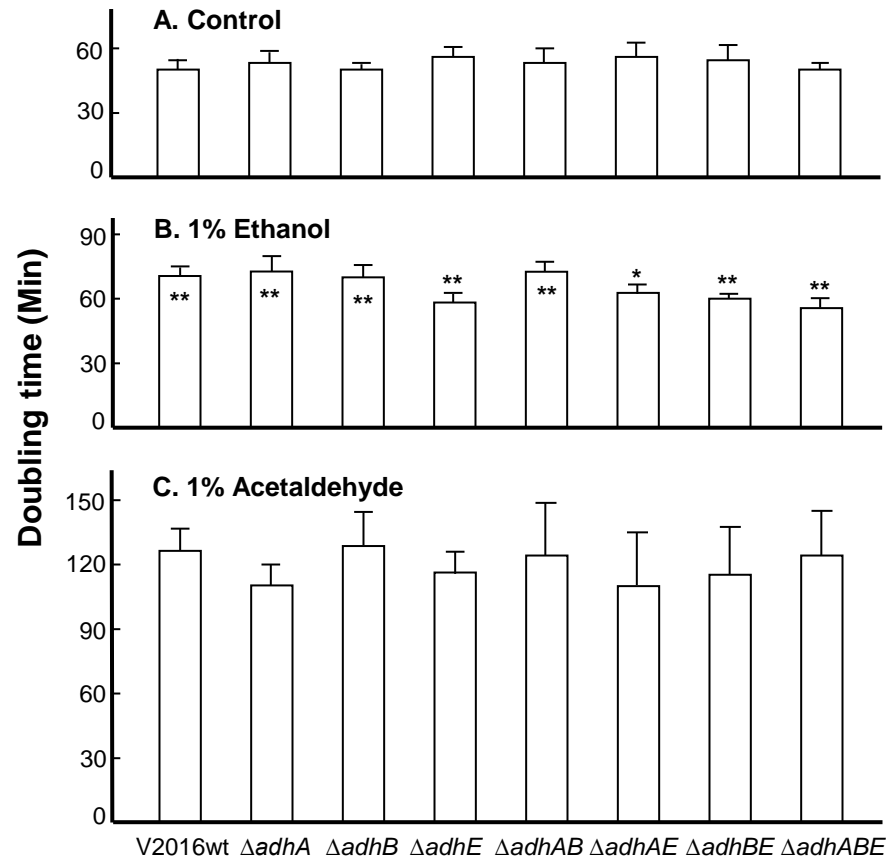 A. Control
60
30
0
B. 1% Ethanol
90
60
30
0
** ** ** ** ** * ** **
C. 1% Acetaldehyde
150
120
90
60
30
0
Doubling time (Min)
V2016wt ΔadhA ΔadhB ΔadhE ΔadhAB ΔadhAE ΔadhBE ΔadhABE